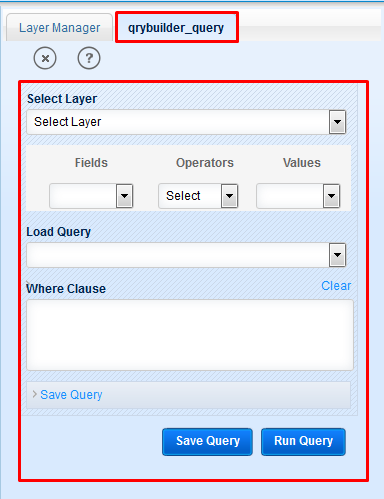 Layer Manager qrybuilder_query
× ?
Select Layer
Select Layer
Fields Operators Values
Select
Load Query
Where Clause Clear
> Save Query
Save Query Run Query